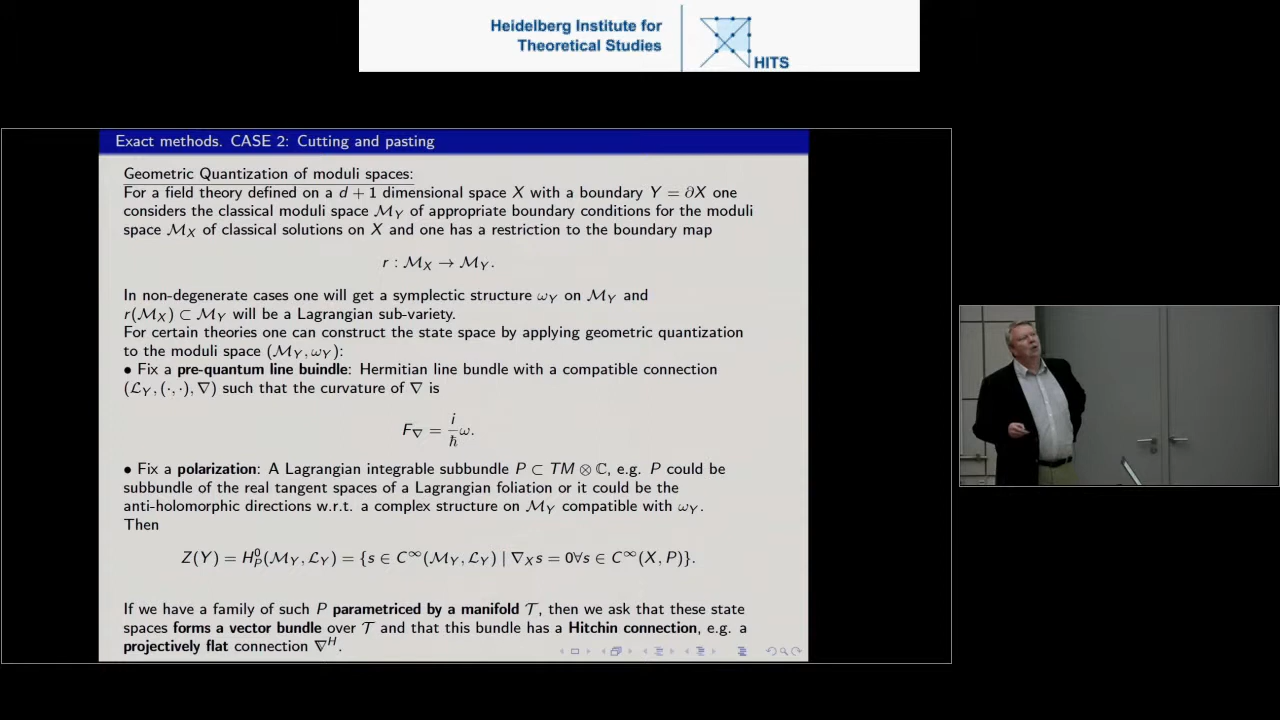 Heidelberg Institute for
Theoretical Studies
HITS
Exact methods. CASE 2: Cutting and pasting
Geometric Quantization of moduli spaces:
For a field theory defined on a d + 1 dimensional space X with a boundary Y = ∂X one
considers the classical moduli space ℳ_Y of appropriate boundary conditions for the moduli
space ℳ_X of classical solutions on X and one has a restriction to the boundary map
r : ℳ_X → ℳ_Y.
In non-degenerate cases one will get a symplectic structure ω_Y on ℳ_Y and
r(ℳ_X) ⊂ ℳ_Y will be a Lagrangian sub-variety.
For certain theories one can construct the state space by applying geometric quantization
to the moduli space (ℳ_Y, ω_Y):
• Fix a pre-quantum line buindle: Hermitian line bundle with a compatible connection
(ℒ_Y, (·, ·), ∇) such that the curvature of ∇ is
F_∇ = i/ħ ω.
• Fix a polarization: A Lagrangian integrable subbundle P ⊂ TM ⊗ ℂ, e.g. P could be
subbundle of the real tangent spaces of a Lagrangian foliation or it could be the
anti-holomorphic directions w.r.t. a complex structure on ℳ_Y compatible with ω_Y.
Then
Z(Y) = H⁰_P(ℳ_Y, ℒ_Y) = {s ∈ C^∞(ℳ_Y, ℒ_Y) | ∇_X s = 0∀s ∈ C^∞(X, P)}.
If we have a family of such P parametriced by a manifold 𝒯, then we ask that these state
spaces forms a vector bundle over 𝒯 and that this bundle has a Hitchin connection, e.g. a
projectively flat connection ∇^H.